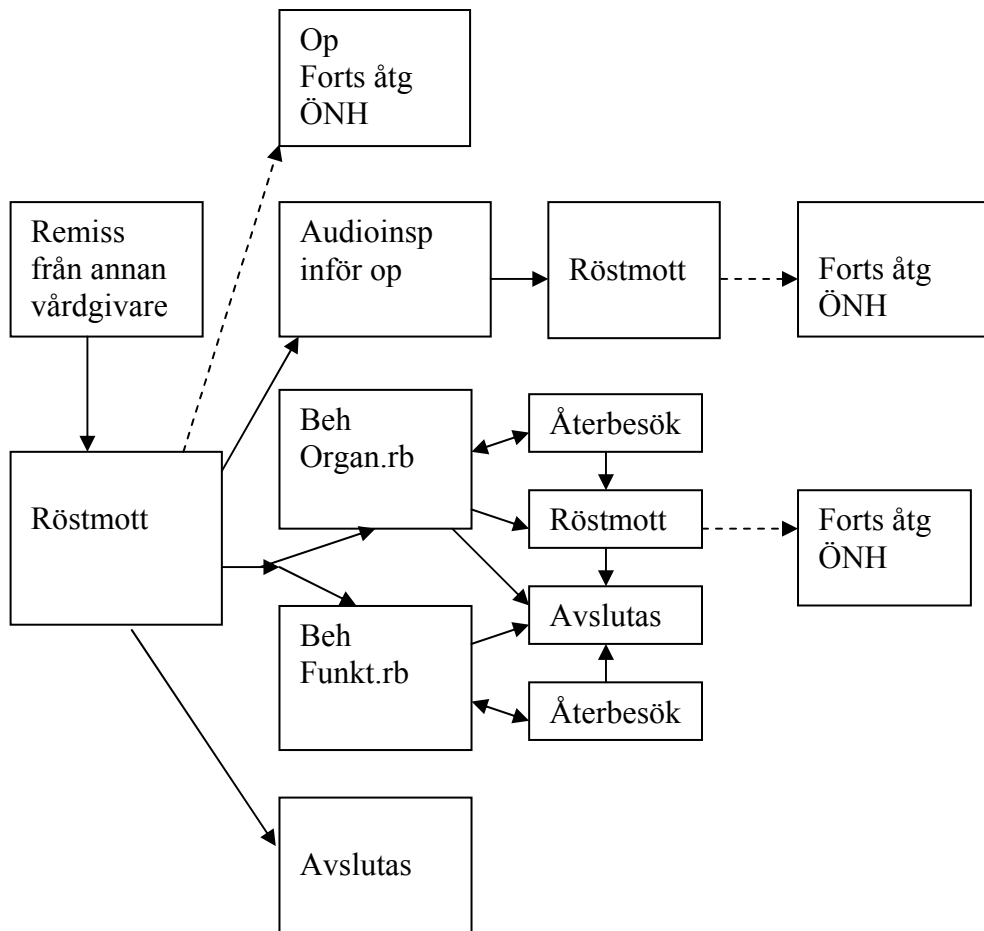 Op
Forts åtg
ÖNH
Remiss
från annan
vårdgivare
Audioinsp
inför op
Röstmott
Forts åtg
ÖNH
Röstmott
Beh
Organ.rb
Återbesök
Röstmott
Forts åtg
ÖNH
Avslutas
Beh
Funkt.rb
Återbesök
Avslutas